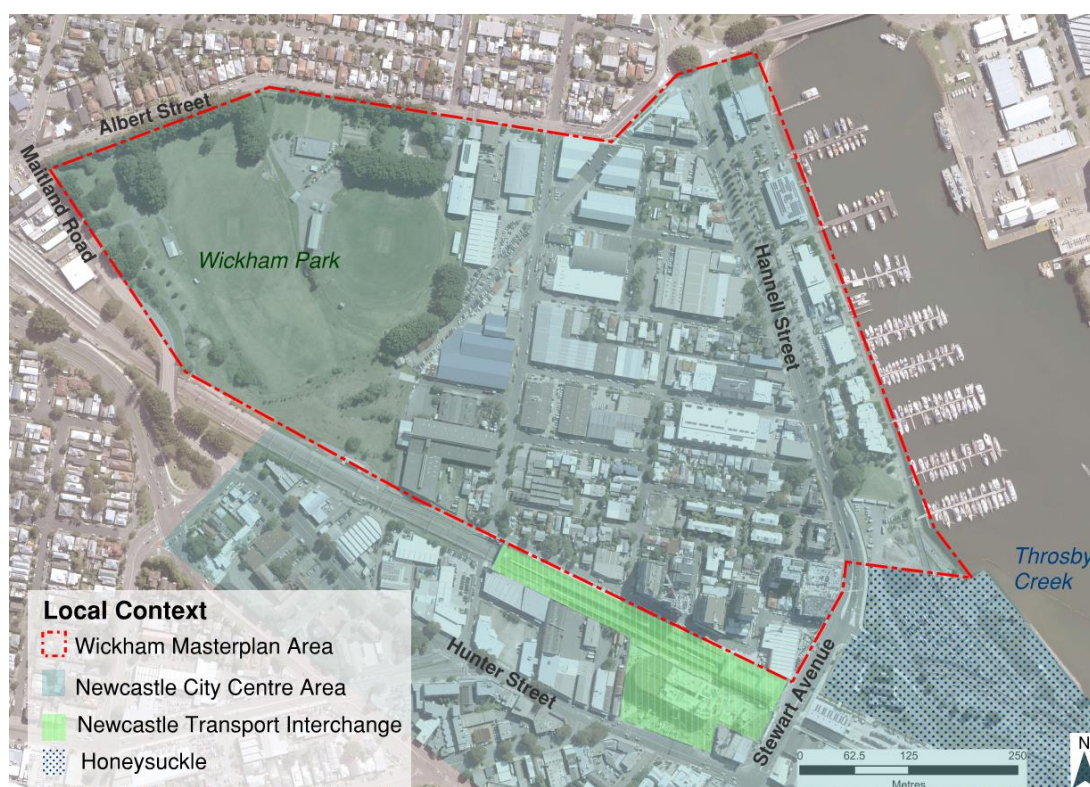 Albert Street
Maitland Road
Wickham Park
Hannell Street
Throsby
Creek
Hunter Street
Stewart Avenue
Local Context
Wickham Masterplan Area
Newcastle City Centre Area
Newcastle Transport Interchange
Honeysuckle
0 62.5 125 250
Metres
N